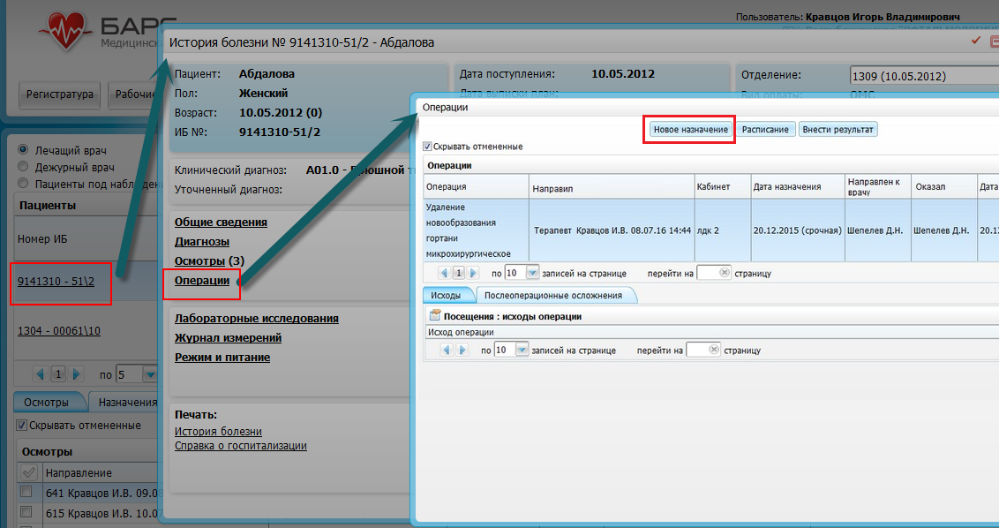 БАРС
Медицинск
Пользователь: Кравцов Игорь Владимирович
Регистратура
Рабочие
Лечащий врач
Дежурный врач
Пациенты под наблюдени
Пациенты
Номер ИБ
9141310 - 51\2
1304 - 00061\10
1
по 5
Осмотры
Назначения
Скрывать отмененные
Осмотры
Направление
641 Кравцов И.В. 09.0
615 Кравцов И.В. 10.0
История болезни № 9141310-51/2 - Абдалова
Пациент: Абдалова
Пол: Женский
Возраст: 10.05.2012 (0)
ИБ №: 9141310-51/2
Дата поступления: 10.05.2012
Дата выписки план:
Отделение: 1309 (10.05.2012)
Вид оплаты: ОМС
Клинический диагноз: A01.0 - Брюшной т
Уточненный диагноз:
Общие сведения
Диагнозы
Осмотры (3)
Операции
Лабораторные исследования
Журнал измерений
Режим и питание
Печать:
История болезни
Справка о госпитализации
Операции
Новое назначение Расписание Внести результат
Скрывать отмененные
Операции
Операция Направил Кабинет Дата назначения Направлен к врачу Оказал Дата
Удаление
новообразования
гортани
микрохирургическое
Терапевт Кравцов И.В. 08.07.16 14:44 лдк 2 20.12.2015 (срочная) Шепелев Д.Н. Шепелев Д.Н. 20.1
1 по 10 записей на странице перейти на страницу
Исходы Послеоперационные осложнения
Посещения : исходы операции
Исход операции
по 10 записей на странице перейти на страницу